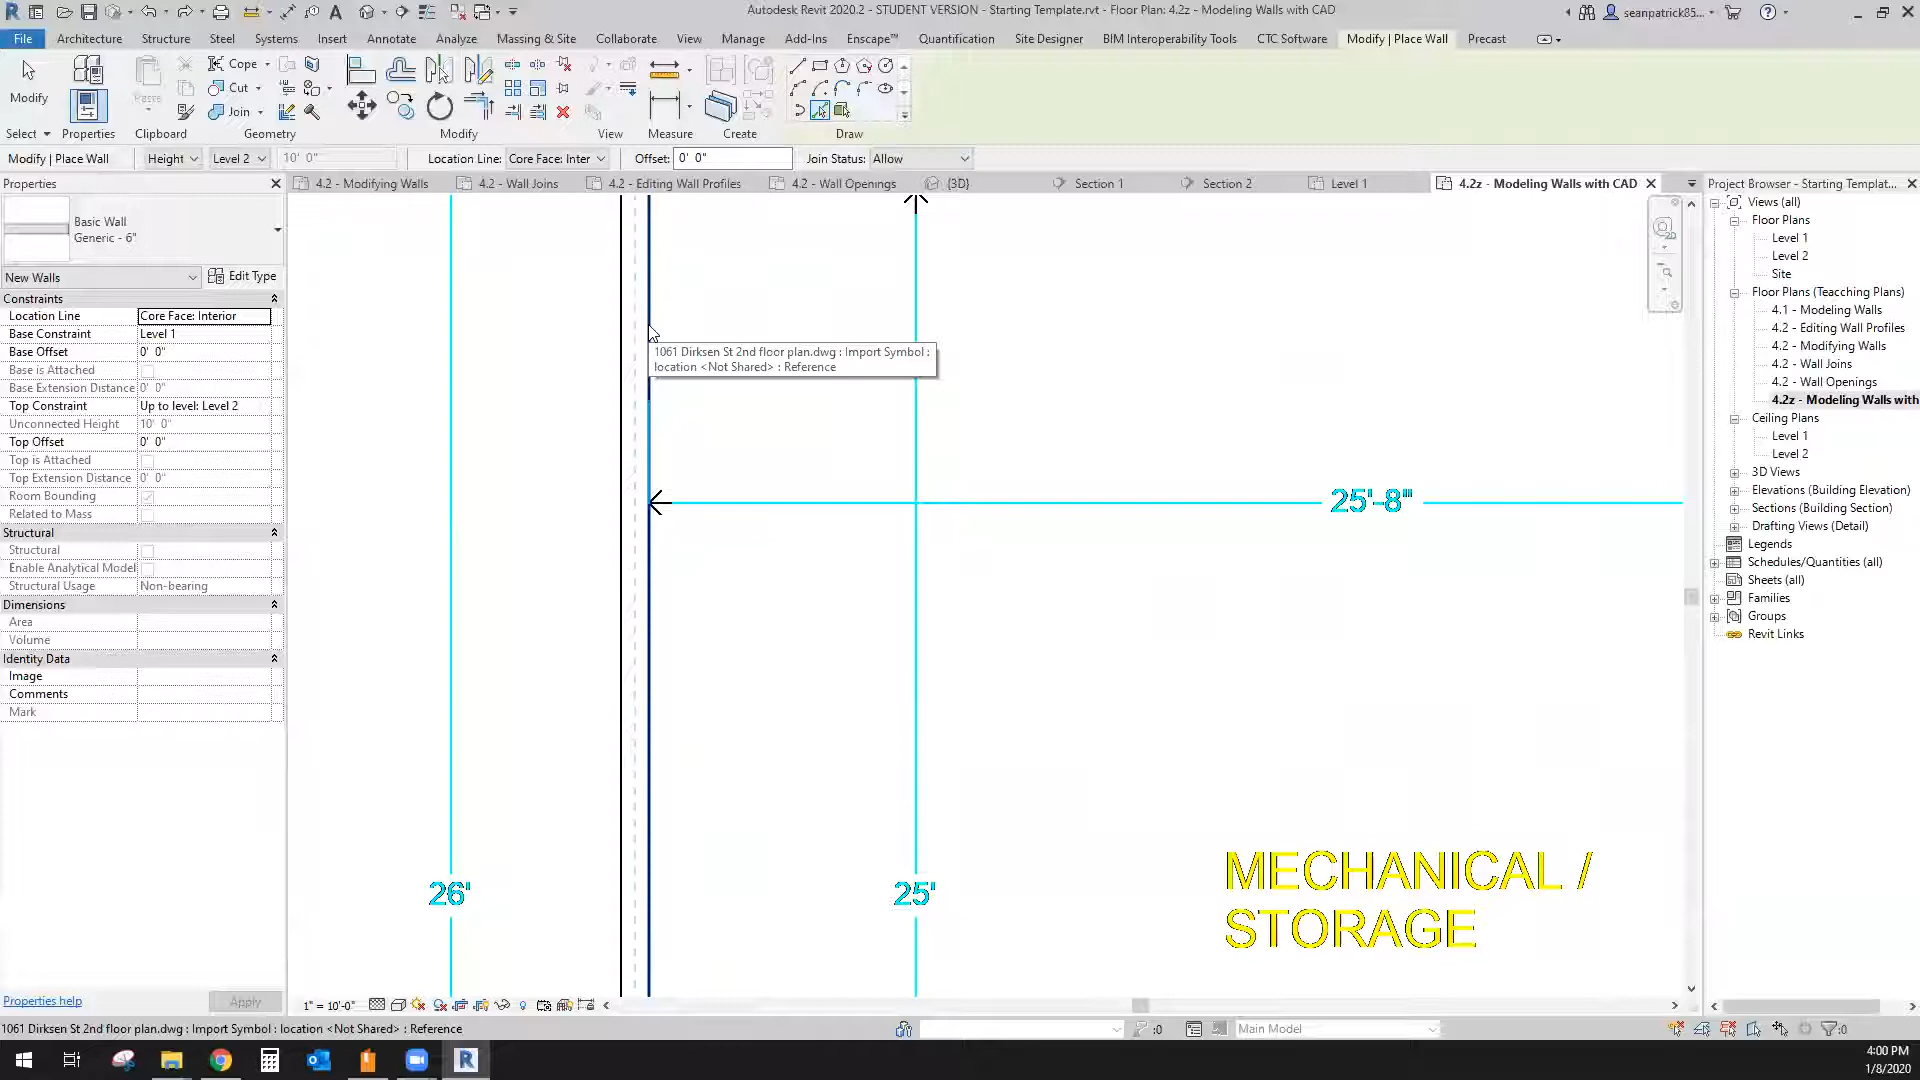 Autodesk Revit 2020.2 - STUDENT VERSION - Starting Template.rvt - Floor Plan: 4.2z - Modeling Walls with CAD
seanpatrick85...
File Architecture Structure Steel Systems Insert Annotate Analyze Massing & Site Collaborate View Manage Add-Ins Enscape™ Quantification Site Designer BIM Interoperability Tools CTC Software Modify | Place Wall Precast
Cope
Cut
Join
Modify
Paste
Select Properties Clipboard Geometry Modify View Measure Create Draw
Modify | Place Wall Height Level 2 10' 0" Location Line: Core Face: Inter Offset: 0' 0" Join Status: Allow
Properties
4.2 - Modifying Walls 4.2 - Wall Joins 4.2 - Editing Wall Profiles 4.2 - Wall Openings {3D} Section 1 Section 2 Level 1 4.2z - Modeling Walls with CAD
Project Browser - Starting Templat...
Basic Wall
Generic - 6"
New Walls Edit Type
Constraints
Location Line Core Face: Interior
Base Constraint Level 1
Base Offset 0' 0"
Base is Attached
Base Extension Distance 0' 0"
Top Constraint Up to level: Level 2
Unconnected Height 10' 0"
Top Offset 0' 0"
Top is Attached
Top Extension Distance 0' 0"
Room Bounding
Related to Mass
Structural
Structural
Enable Analytical Model
Structural Usage Non-bearing
Dimensions
Area
Volume
Identity Data
Image
Comments
Mark
Properties help Apply
1061 Dirksen St 2nd floor plan.dwg : Import Symbol :
location <Not Shared> : Reference
25'-8"
26'
25'
MECHANICAL /
STORAGE
2D
Views (all)
Floor Plans
Level 1
Level 2
Site
Floor Plans (Teacching Plans)
4.1 - Modeling Walls
4.2 - Editing Wall Profiles
4.2 - Modifying Walls
4.2 - Wall Joins
4.2 - Wall Openings
4.2z - Modeling Walls with
Ceiling Plans
Level 1
Level 2
3D Views
Elevations (Building Elevation)
Sections (Building Section)
Drafting Views (Detail)
Legends
Schedules/Quantities (all)
Sheets (all)
Families
Groups
Revit Links
1" = 10'-0"
1061 Dirksen St 2nd floor plan.dwg : Import Symbol : location <Not Shared> : Reference
:0
Main Model
:0
4:00 PM
1/8/2020